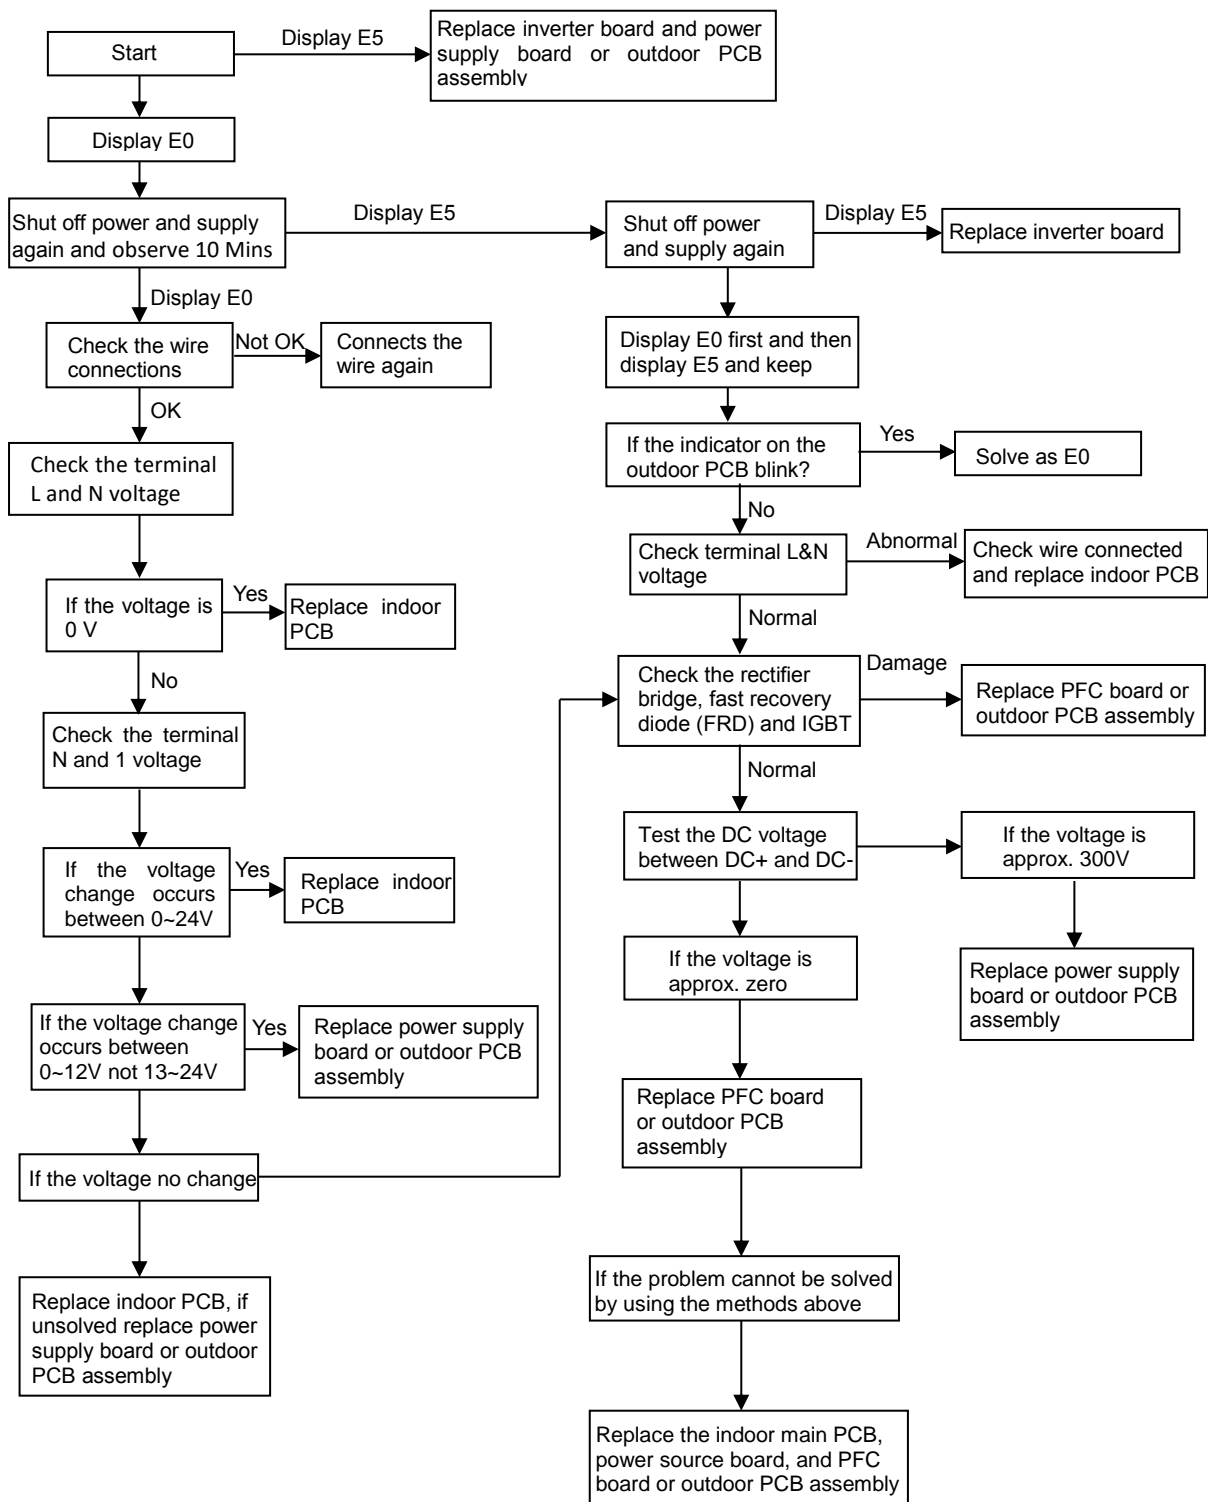 Start
Display E5
Replace inverter board and power
supply board or outdoor PCB
assembly
Display E0
Shut off power and supply
again and observe 10 Mins
Display E5
Shut off power
and supply again
Display E5
Replace inverter board
Display E0
Check the wire
connections
Not OK
Connects the
wire again
OK
Display E0 first and then
display E5 and keep
Check the terminal
L and N voltage
If the indicator on the
outdoor PCB blink?
Yes
Solve as E0
No
If the voltage is
0 V
Yes
Replace indoor
PCB
No
Check terminal L&N
voltage
Abnormal
Check wire connected
and replace indoor PCB
Normal
Check the terminal
N and 1 voltage
Check the rectifier
bridge, fast recovery
diode (FRD) and IGBT
Damage
Replace PFC board or
outdoor PCB assembly
Normal
If the voltage
change occurs
between 0~24V
Yes
Replace indoor
PCB
Test the DC voltage
between DC+ and DC-
If the voltage is
approx. 300V
If the voltage is
approx. zero
Replace power supply
board or outdoor PCB
assembly
If the voltage change
occurs between
0~12V not 13~24V
Yes
Replace power supply
board or outdoor PCB
assembly
Replace PFC board
or outdoor PCB
assembly
If the voltage no change
If the problem cannot be solved
by using the methods above
Replace indoor PCB, if
unsolved replace power
supply board or outdoor
PCB assembly
Replace the indoor main PCB,
power source board, and PFC
board or outdoor PCB assembly